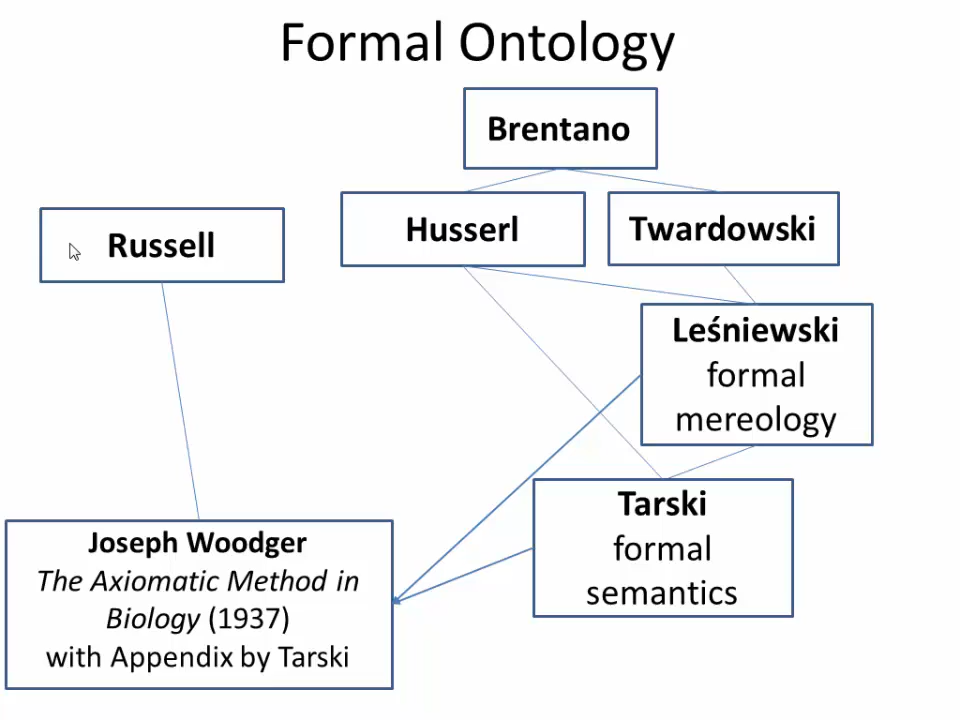 Formal Ontology
Brentano
Husserl
Twardowski
Russell
Leśniewski
formal
mereology
Tarski
formal
semantics
Joseph Woodger
The Axiomatic Method in
Biology (1937)
with Appendix by Tarski